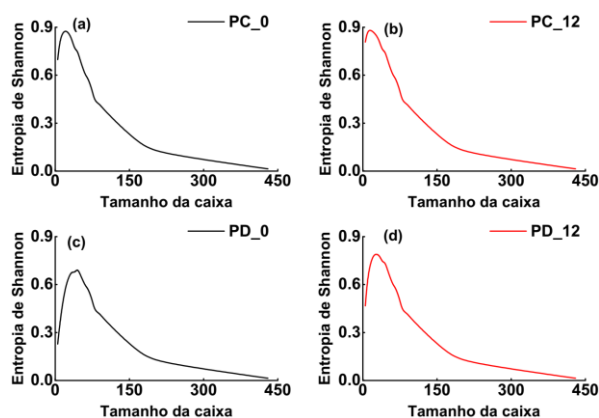 (a)
PC_0
0.9
0.6
0.3
0.0
Entropia de Shannon
0
150
300
450
Tamanho da caixa
(b)
PC_12
0.9
0.6
0.3
0.0
Entropia de Shannon
0
150
300
450
Tamanho da caixa
(c)
PD_0
0.9
0.6
0.3
0.0
Entropia de Shannon
0
150
300
450
Tamanho da caixa
(d)
PD_12
0.9
0.6
0.3
0.0
Entropia de Shannon
0
150
300
450
Tamanho da caixa